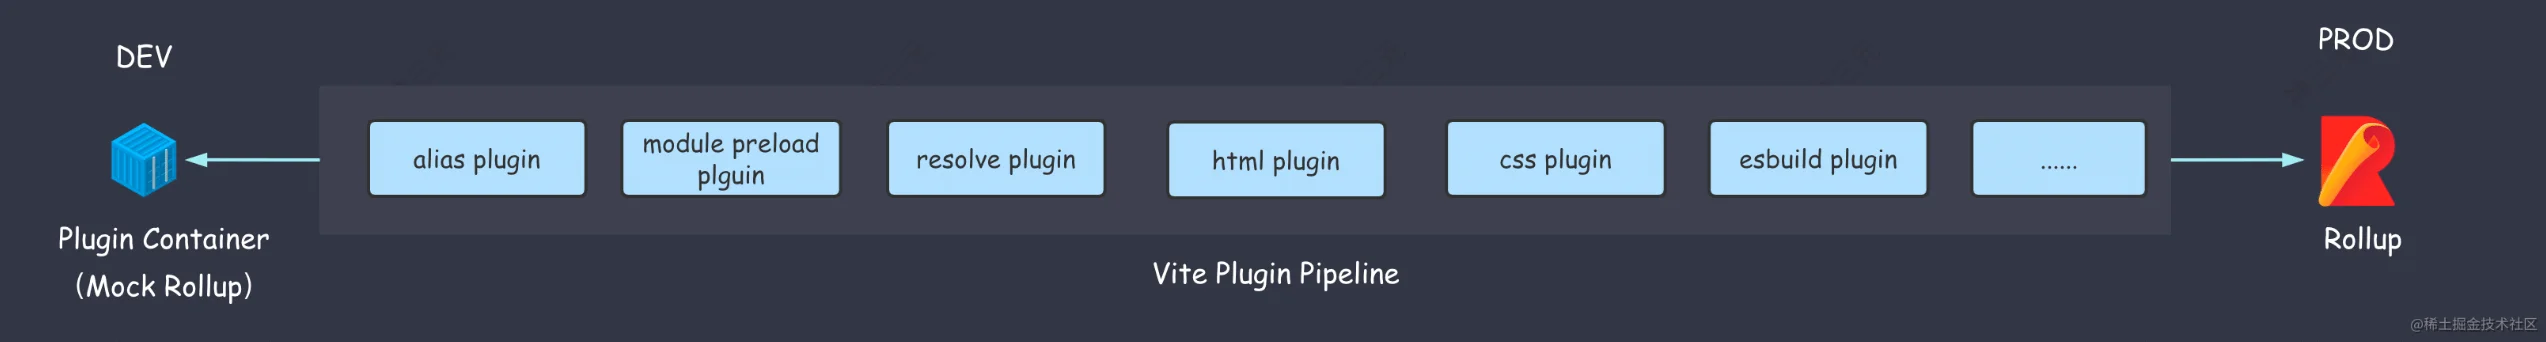 DEV
PROD
alias plugin
module preload
plguin
resolve plugin
html plugin
css plugin
esbuild plugin
......
Plugin Container
(Mock Rollup)
Rollup
Vite Plugin Pipeline
@稀土掘金技术社区